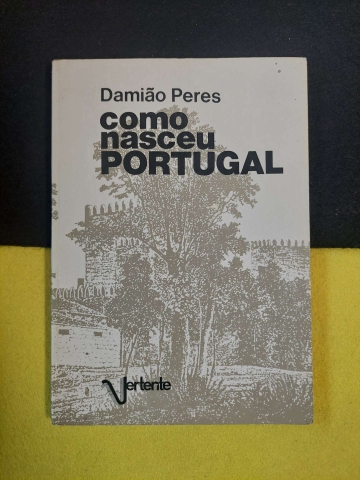 Damião Peres
como
nasceu
PORTUGAL
Vertente